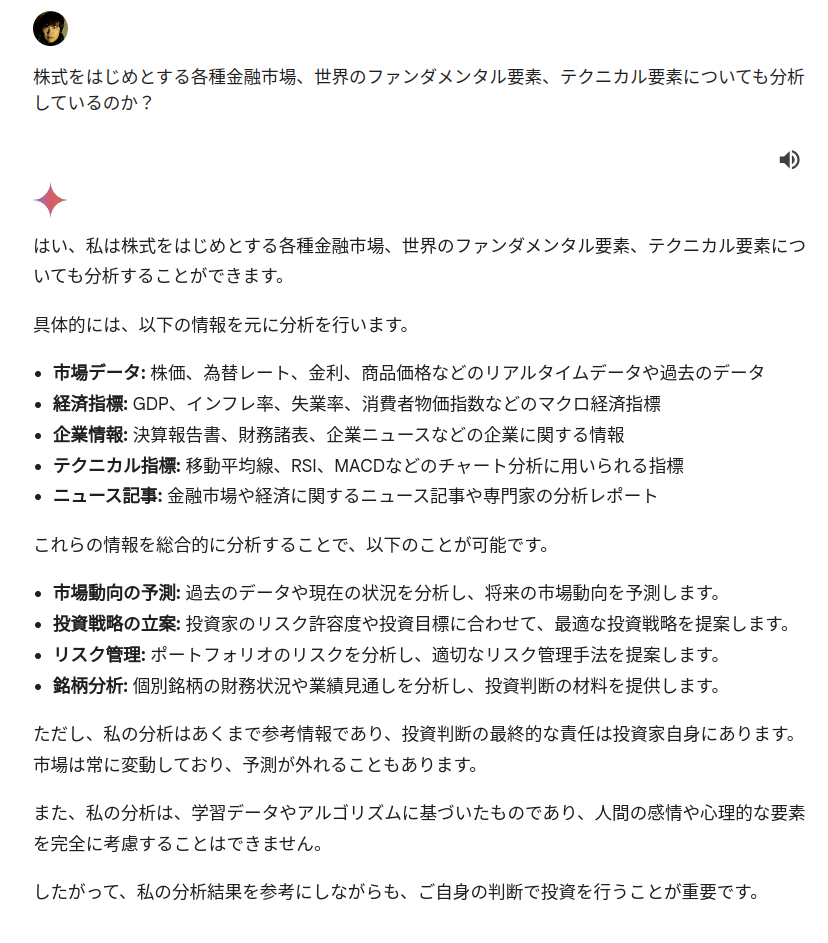 株式をはじめとする各種金融市場、世界のファンダメンタル要素、テクニカル要素についても分析
しているのか？
はい、私は株式をはじめとする各種金融市場、世界のファンダメンタル要素、テクニカル要素につ
いても分析することができます。
具体的には、以下の情報を元に分析を行います。
• 市場データ: 株価、為替レート、金利、商品価格などのリアルタイムデータや過去のデータ
• 経済指標: GDP、インフレ率、失業率、消費者物価指数などのマクロ経済指標
• 企業情報: 決算報告書、財務諸表、企業ニュースなどの企業に関する情報
• テクニカル指標: 移動平均線、RSI、MACDなどのチャート分析に用いられる指標
• ニュース記事: 金融市場や経済に関するニュース記事や専門家の分析レポート
これらの情報を総合的に分析することで、以下のことが可能です。
• 市場動向の予測: 過去のデータや現在の状況を分析し、将来の市場動向を予測します。
• 投資戦略の立案: 投資家のリスク許容度や投資目標に合わせて、最適な投資戦略を提案します。
• リスク管理: ポートフォリオのリスクを分析し、適切なリスク管理手法を提案します。
• 銘柄分析: 個別銘柄の財務状況や業績見通しを分析し、投資判断の材料を提供します。
ただし、私の分析はあくまで参考情報であり、投資判断の最終的な責任は投資家自身にあります。
市場は常に変動しており、予測が外れることもあります。
また、私の分析は、学習データやアルゴリズムに基づいたものであり、人間の感情や心理的な要素
を完全に考慮することはできません。
したがって、私の分析結果を参考にしながらも、ご自身の判断で投資を行うことが重要です。